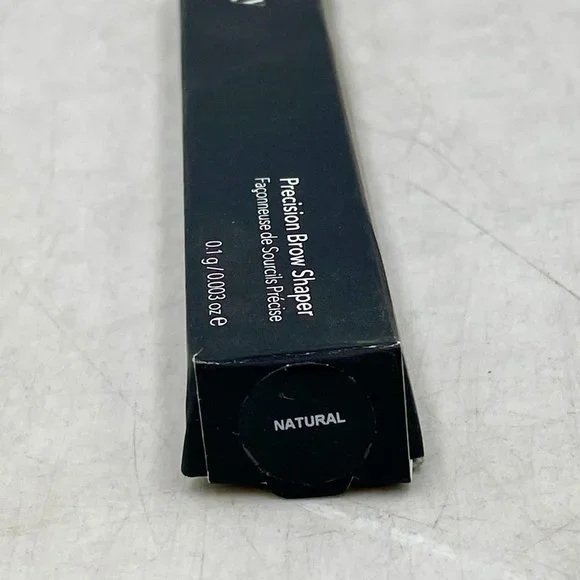 Precision Brow Shaper
Façonneuse de Sourcils Précise
0.1 g/0.003 oz e
NATURAL